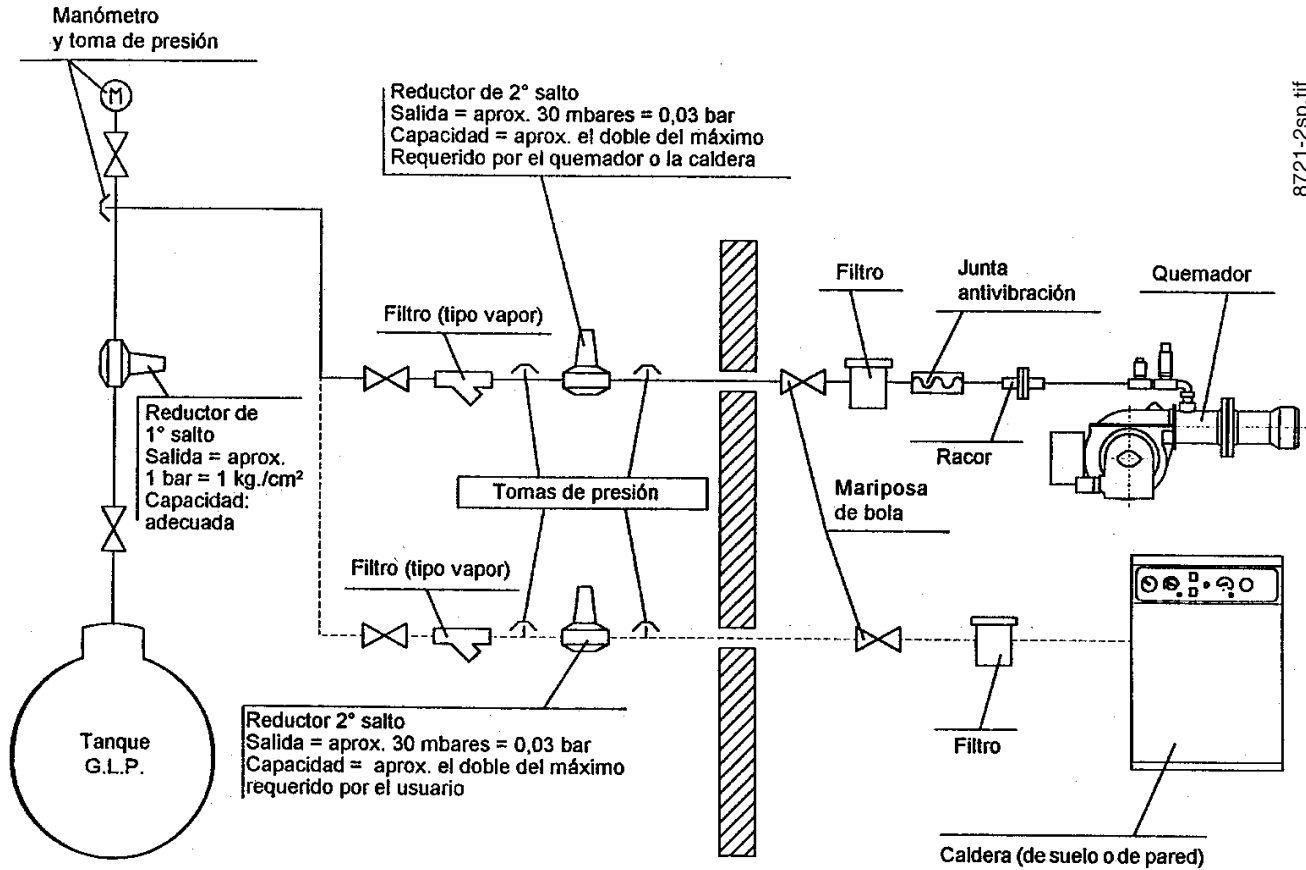 Manómetro
y toma de presión
M
Reductor de 2° salto
Salida = aprox. 30 mbares = 0,03 bar
Capacidad = aprox. el doble del máximo
Requerido por el quemador o la caldera
8721-2sp.tif
Filtro
Junta
antivibración
Quemador
Filtro (tipo vapor)
Reductor de
1° salto
Salida = aprox.
1 bar = 1 kg./cm²
Capacidad:
adecuada
Racor
Tomas de presión
Mariposa
de bola
Filtro (tipo vapor)
Reductor 2° salto
Salida = aprox. 30 mbares = 0,03 bar
Capacidad = aprox. el doble del máximo
requerido por el usuario
Tanque
G.L.P.
Filtro
Caldera (de suelo o de pared)